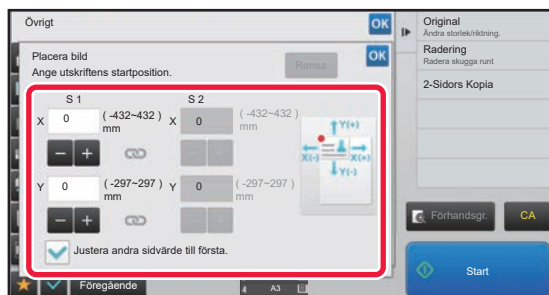 Övrigt
OK
Placera bild
Ange utskriftens startposition.
Rensa
OK
S 1
S 2
X
0
(-432~432)
mm
X
0
(-432~432)
mm
Y(+)
X(-)
X(+)
Y(-)
Y
0
(-297~297)
mm
Y
0
(-297~297)
mm
Justera andra sidvärde till första.
Föregående
4
A3
Original
Ändra storlek/riktning.
Radering
Radera skugga runt
2-Sidors Kopia
Förhandsgr.
CA
Start